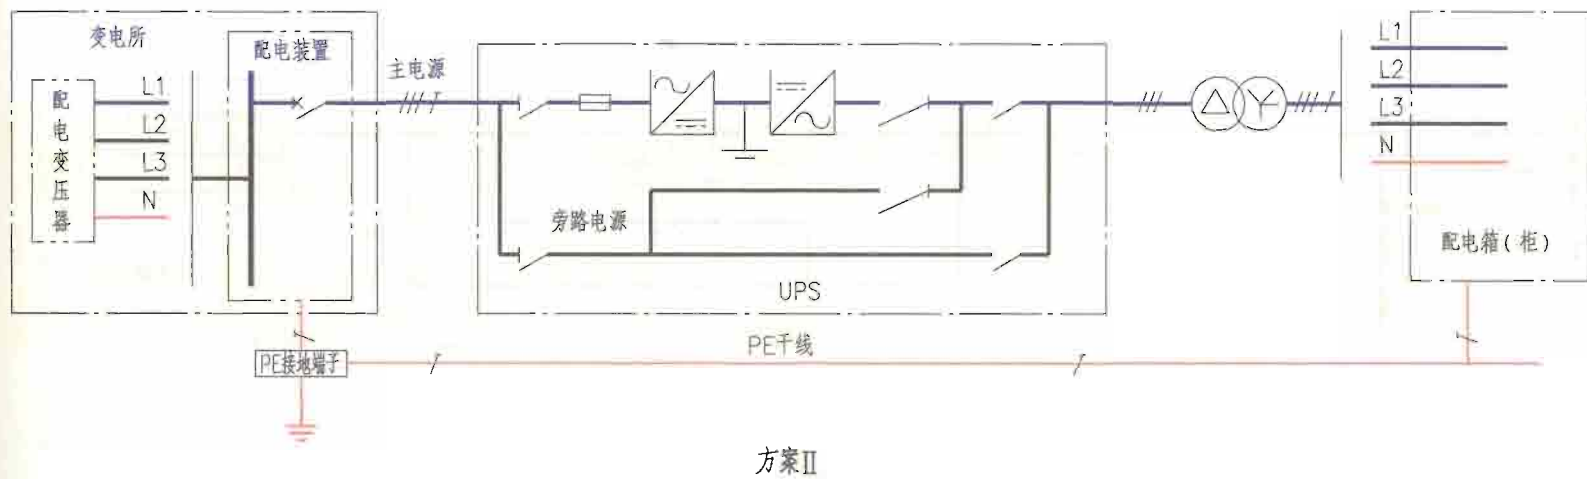 变电所
配电装置
配电变压器
L1
L2
L3
N
主电源
旁路电源
UPS
L1
L2
L3
N
配电箱(柜)
PE接地端子
PE干线
方案Ⅱ